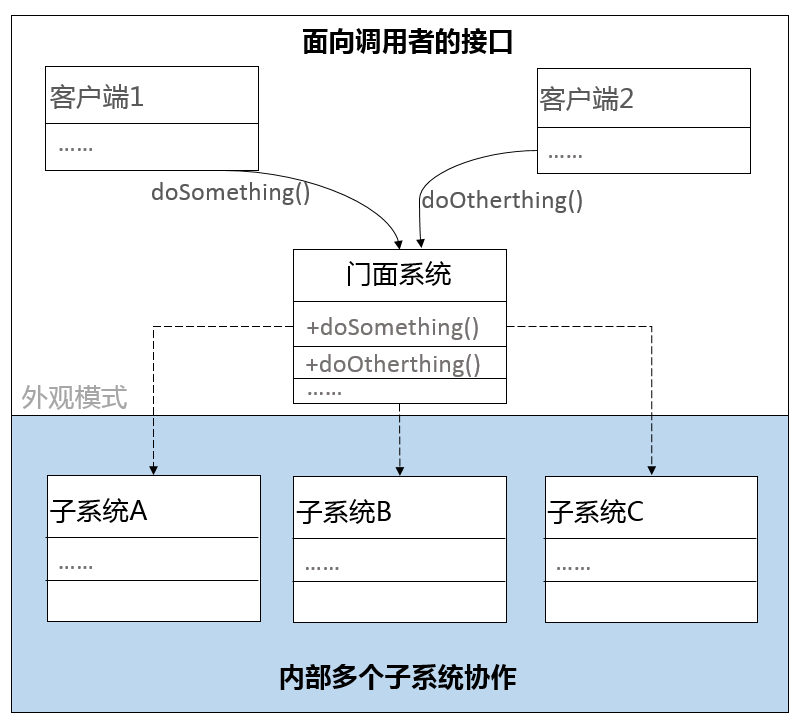 面向调用者的接口
客户端1
……
客户端2
……
doSomething()
doOtherthing()
门面系统
+doSomething()
+doOtherthing()
……
外观模式
子系统A
……
子系统B
……
子系统C
……
内部多个子系统协作